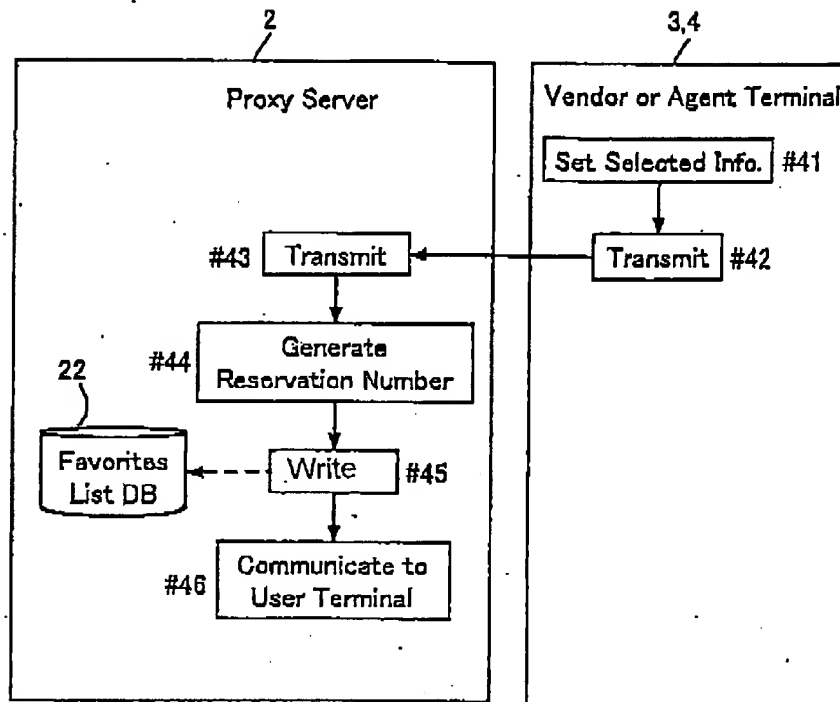 2
3,4
Proxy Server
Vendor or Agent Terminal
Set Selected Info.
#41
#43
Transmit
Transmit
#42
#44
Generate
Reservation Number
22
Favorites
List DB
Write
#45
#46
Communicate to
User Terminal